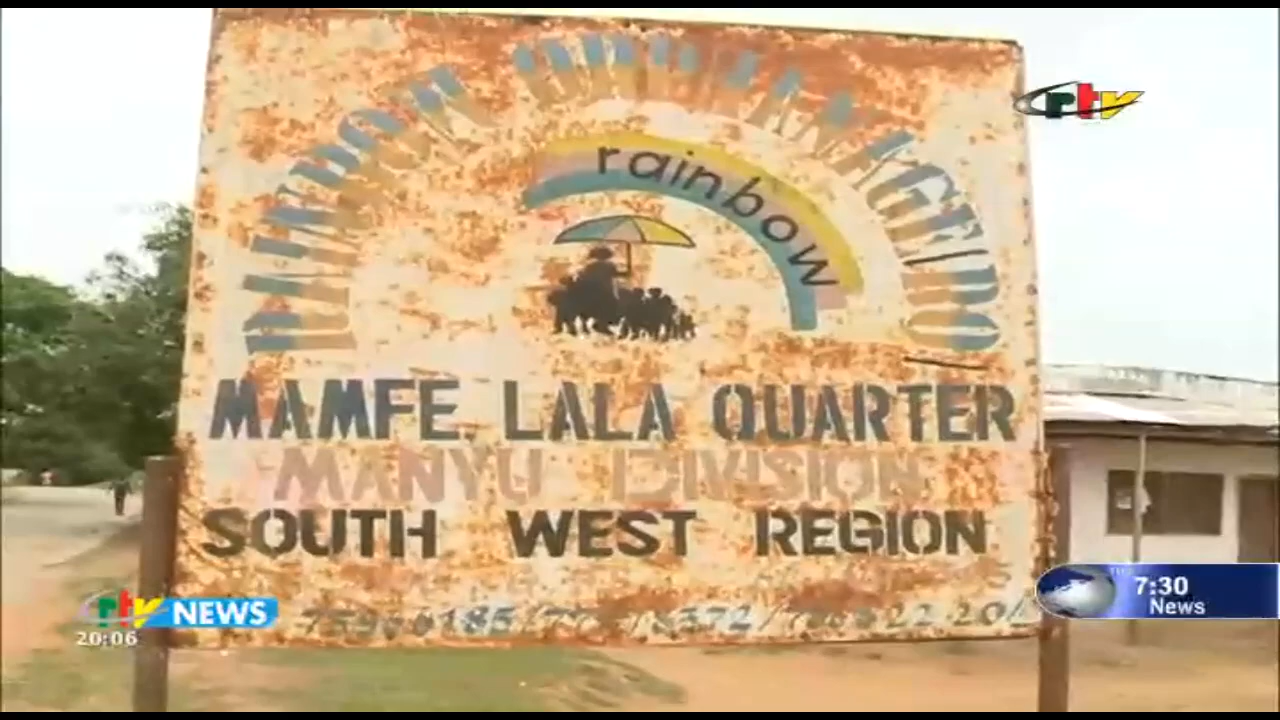 rainbow
MAMFE LALA QUARTER
MANYU DIVISION
SOUTH WEST REGION
crtv
crtv NEWS
20:06
7:30
News